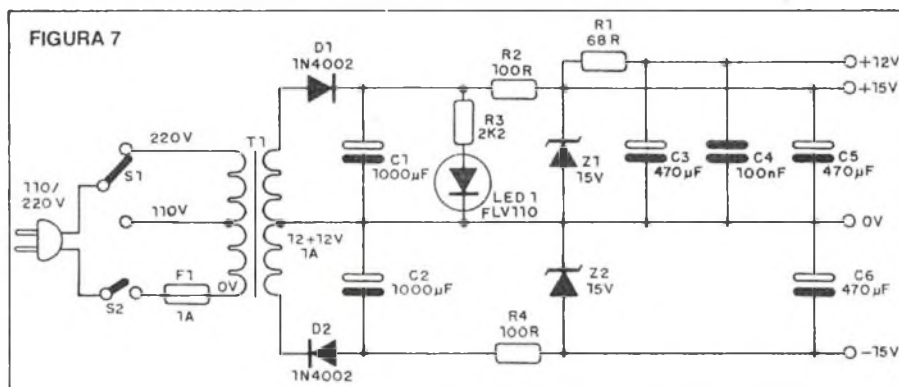 FIGURA 7
D1
1N4002
R1
68R
R2
100R
+12V
+15V
R3
2K2
220V
T1
S1
110/
220V
110V
C1
1000µF
LED 1
FLV110
Z1
15V
C3
470µF
C4
100nF
C5
470µF
0V
12+12V
1A
F1
1A
0V
S2
C2
1000µF
Z2
15V
C6
470µF
D2
1N4002
R4
100R
-15V